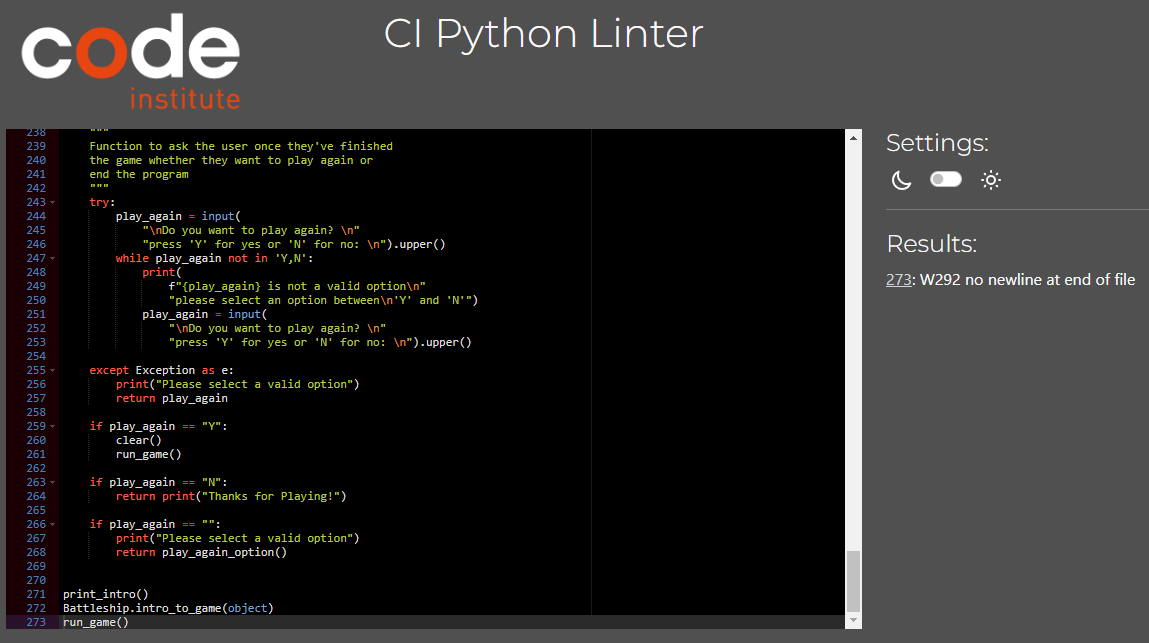 code
institute
CI Python Linter
238 """
239 Function to ask the user once they've finished
240 the game whether they want to play again or
241 end the program
242 """
243 try:
244 play_again = input(
245 "\nDo you want to play again? \n"
246 "press 'Y' for yes or 'N' for no: \n").upper()
247 while play_again not in 'Y,N':
248 print(
249 f"{play_again} is not a valid option\n"
250 "please select an option between\n'Y' and 'N'")
251 play_again = input(
252 "\nDo you want to play again? \n"
253 "press 'Y' for yes or 'N' for no: \n").upper()
254
255 except Exception as e:
256 print("Please select a valid option")
257 return play_again
258
259 if play_again == "Y":
260 clear()
261 run_game()
262
263 if play_again == "N":
264 return print("Thanks for Playing!")
265
266 if play_again == "":
267 print("Please select a valid option")
268 return play_again_option()
269
270
271 print_intro()
272 Battleship.intro_to_game(object)
273 run_game()
Settings:
Results:
273: W292 no newline at end of file